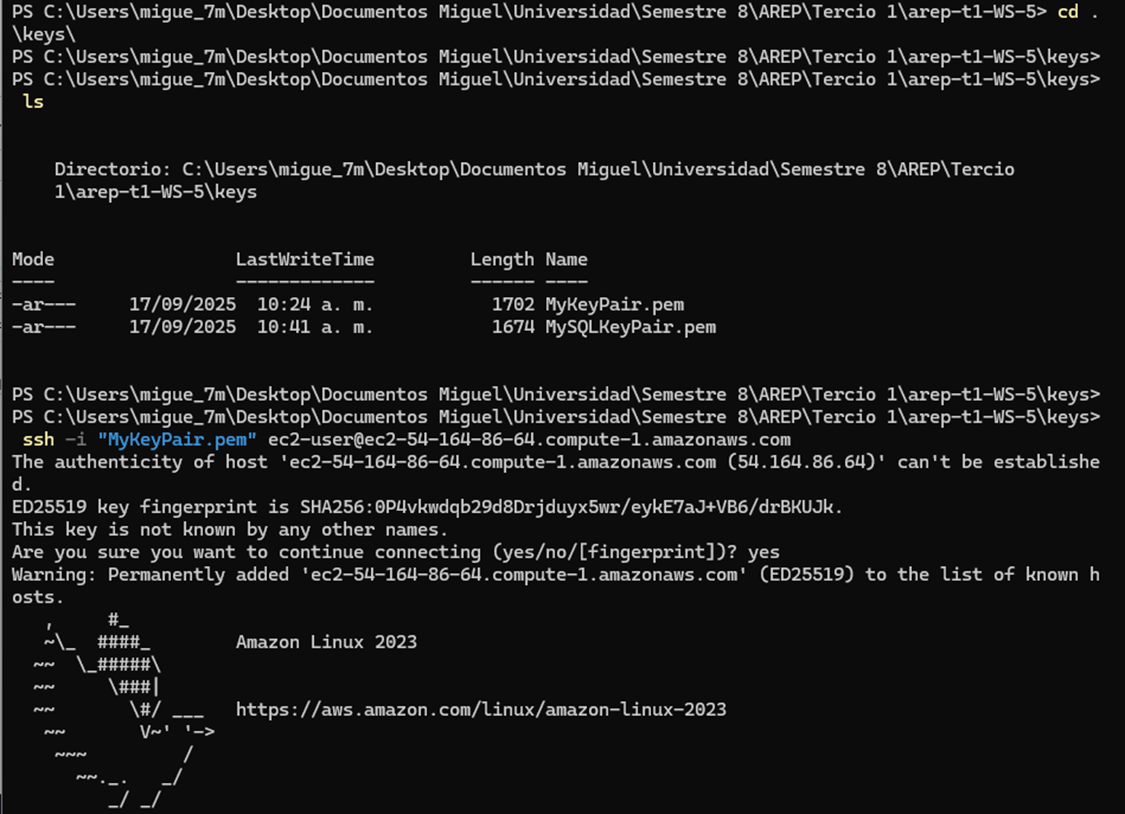 PS C:\Users\migue_7m\Desktop\Documentos Miguel\Universidad\Semestre 8\AREP\Tercio 1\arep-t1-WS-5> cd .
\keys\
PS C:\Users\migue_7m\Desktop\Documentos Miguel\Universidad\Semestre 8\AREP\Tercio 1\arep-t1-WS-5\keys>
PS C:\Users\migue_7m\Desktop\Documentos Miguel\Universidad\Semestre 8\AREP\Tercio 1\arep-t1-WS-5\keys>
 ls
    Directorio: C:\Users\migue_7m\Desktop\Documentos Miguel\Universidad\Semestre 8\AREP\Tercio
    1\arep-t1-WS-5\keys
Mode                 LastWriteTime         Length Name
----                 -------------         ------ ----
-ar---     17/09/2025  10:24 a. m.           1702 MyKeyPair.pem
-ar---     17/09/2025  10:41 a. m.           1674 MySQLKeyPair.pem
PS C:\Users\migue_7m\Desktop\Documentos Miguel\Universidad\Semestre 8\AREP\Tercio 1\arep-t1-WS-5\keys>
PS C:\Users\migue_7m\Desktop\Documentos Miguel\Universidad\Semestre 8\AREP\Tercio 1\arep-t1-WS-5\keys>
 ssh -i "MyKeyPair.pem" ec2-user@ec2-54-164-86-64.compute-1.amazonaws.com
The authenticity of host 'ec2-54-164-86-64.compute-1.amazonaws.com (54.164.86.64)' can't be establishe
d.
ED25519 key fingerprint is SHA256:0P4vkwdqb29d8Drjduyx5wr/eykE7aJ+VB6/drBKUJk.
This key is not known by any other names.
Are you sure you want to continue connecting (yes/no/[fingerprint])? yes
Warning: Permanently added 'ec2-54-164-86-64.compute-1.amazonaws.com' (ED25519) to the list of known h
osts.
   ,     #_
   ~\_  ####_        Amazon Linux 2023
  ~~  \_#####\
  ~~     \###|
  ~~       \#/ ___   https://aws.amazon.com/linux/amazon-linux-2023
   ~~       V~' '->
    ~~~         /
      ~~._.   _/
         _/ _/